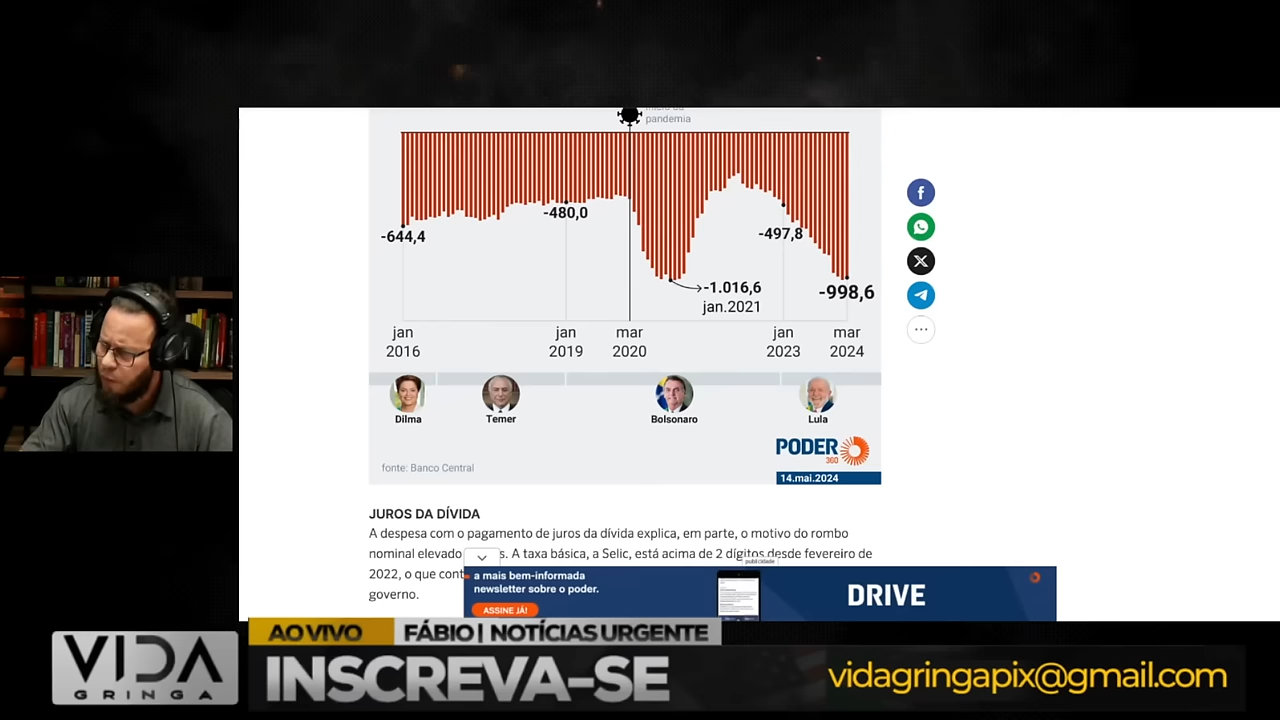 pandemia
-644,4
-480,0
-1.016,6
jan.2021
-497,8
-998,6
jan
2016
jan
2019
mar
2020
jan
2023
mar
2024
Dilma
Temer
Bolsonaro
Lula
PODER
360
fonte: Banco Central
14.mai.2024
JUROS DA DÍVIDA
A despesa com o pagamento de juros da dívida explica, em parte, o motivo do rombo
nominal elevado s. A taxa básica, a Selic, está acima de 2 dígitos desde fevereiro de
2022, o que cont
governo.
publicidade
a mais bem-informada
newsletter sobre o poder.
ASSINE JÁ!
DRIVE
AO VIVO
FÁBIO | NOTÍCIAS URGENTE
VIDA
GRINGA
INSCREVA-SE
vidagringapix@gmail.com